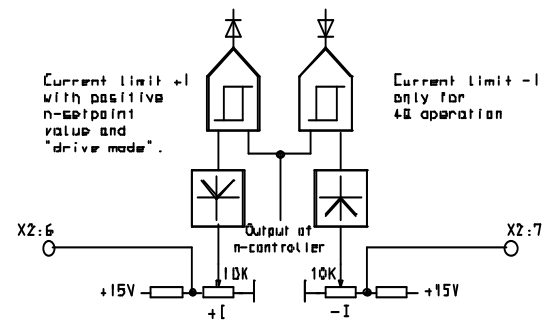 Current limit +I
with positive
n-setpoint
value and
"drive mode".
Current limit -I
only for
4Q operation
Output at
n-controller
X2:6
X2:7
10K
10K
+15V
+15V
+I
-I